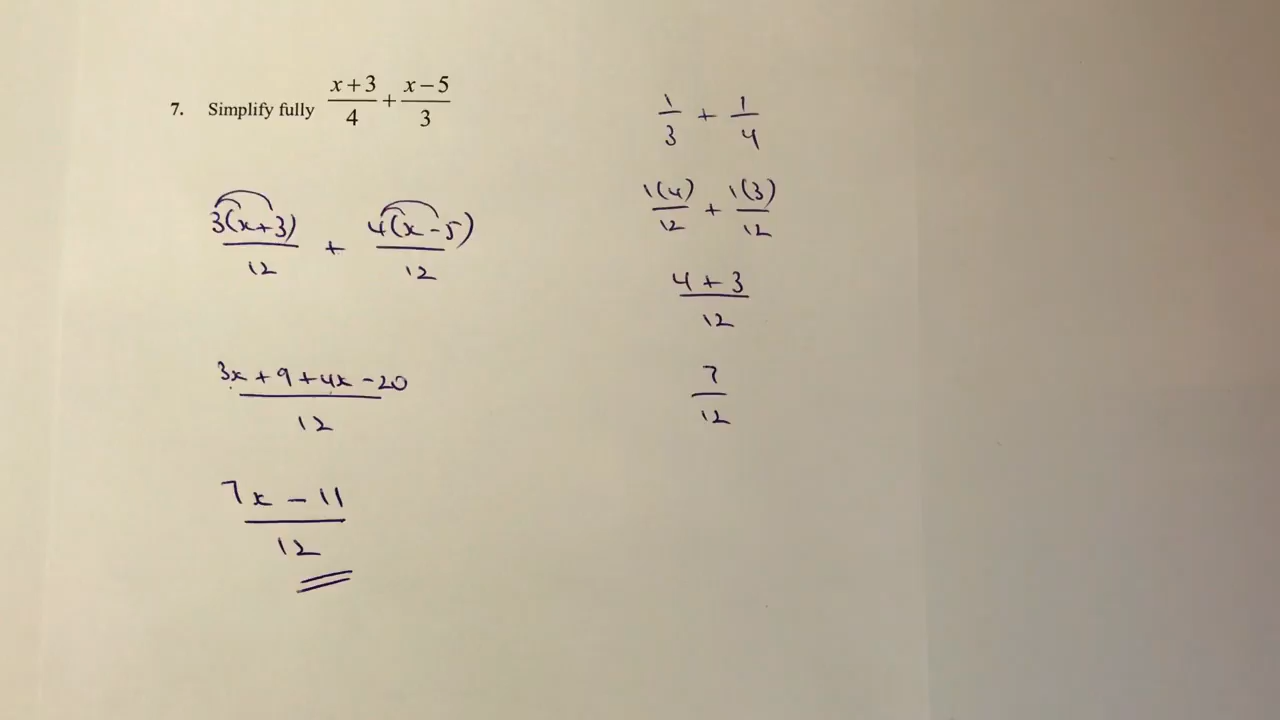 7. Simplify fully (x+3)/4 + (x−5)/3
3(x+3)/12 + 4(x−5)/12
3x+9+4x−20/12
7x−11/12
1/3 + 1/4
1(4)/12 + 1(3)/12
4+3/12
7/12